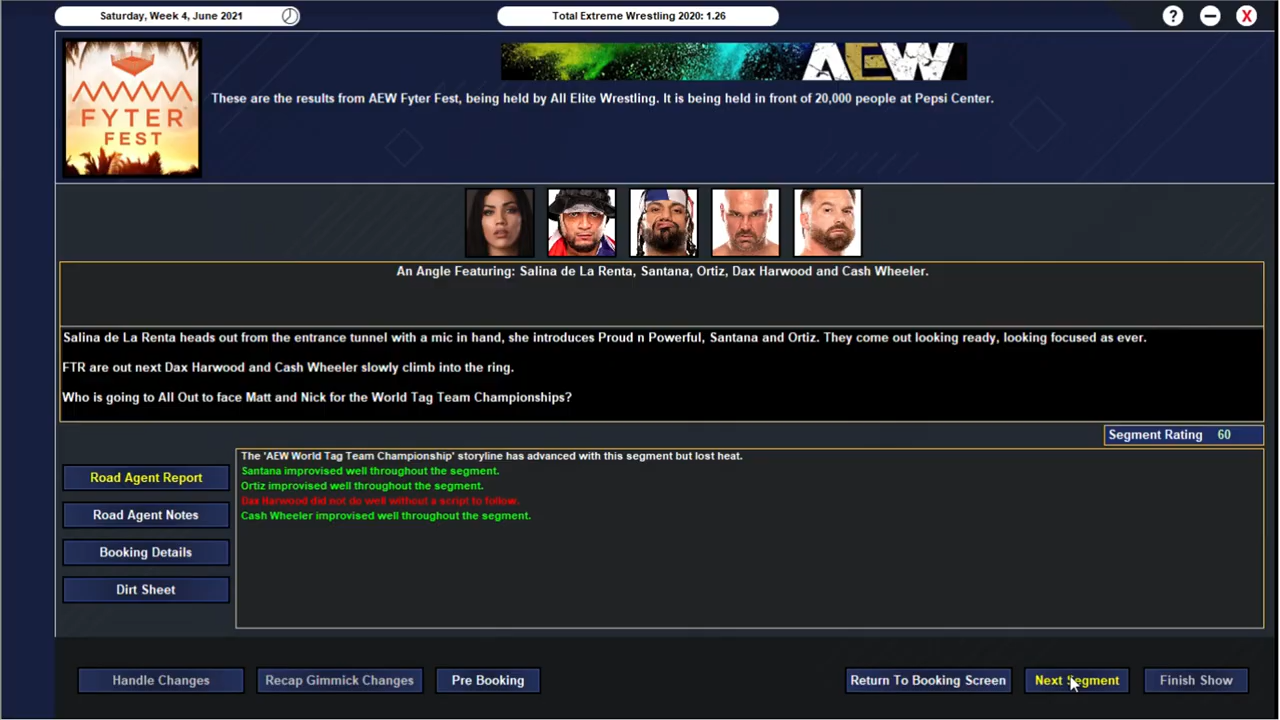 Saturday, Week 4, June 2021
Total Extreme Wrestling 2020: 1.26
?
X
FYTER
FEST
AEW
These are the results from AEW Fyter Fest, being held by All Elite Wrestling. It is being held in front of 20,000 people at Pepsi Center.
An Angle Featuring: Salina de La Renta, Santana, Ortiz, Dax Harwood and Cash Wheeler.
Salina de La Renta heads out from the entrance tunnel with a mic in hand, she introduces Proud n Powerful, Santana and Ortiz. They come out looking ready, looking focused as ever.
FTR are out next Dax Harwood and Cash Wheeler slowly climb into the ring.
Who is going to All Out to face Matt and Nick for the World Tag Team Championships?
Segment Rating 60
The 'AEW World Tag Team Championship' storyline has advanced with this segment but lost heat.
Santana improvised well throughout the segment.
Ortiz improvised well throughout the segment.
Dax Harwood did not do well without a script to follow.
Cash Wheeler improvised well throughout the segment.
Road Agent Report
Road Agent Notes
Booking Details
Dirt Sheet
Handle Changes
Recap Gimmick Changes
Pre Booking
Return To Booking Screen
Next Segment
Finish Show